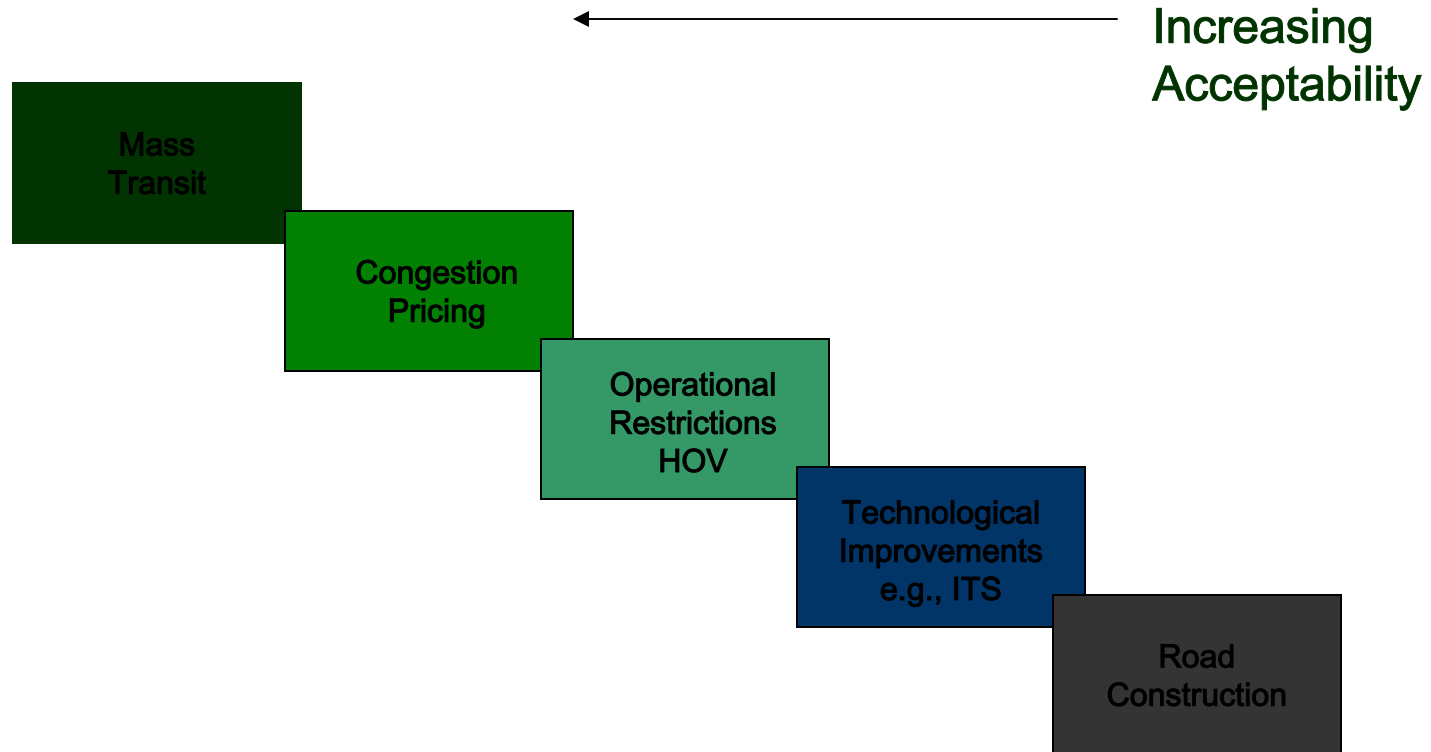 Increasing
Acceptability
Mass
Transit
Congestion
Pricing
Operational
Restrictions
HOV
Technological
Improvements
e.g., ITS
Road
Construction